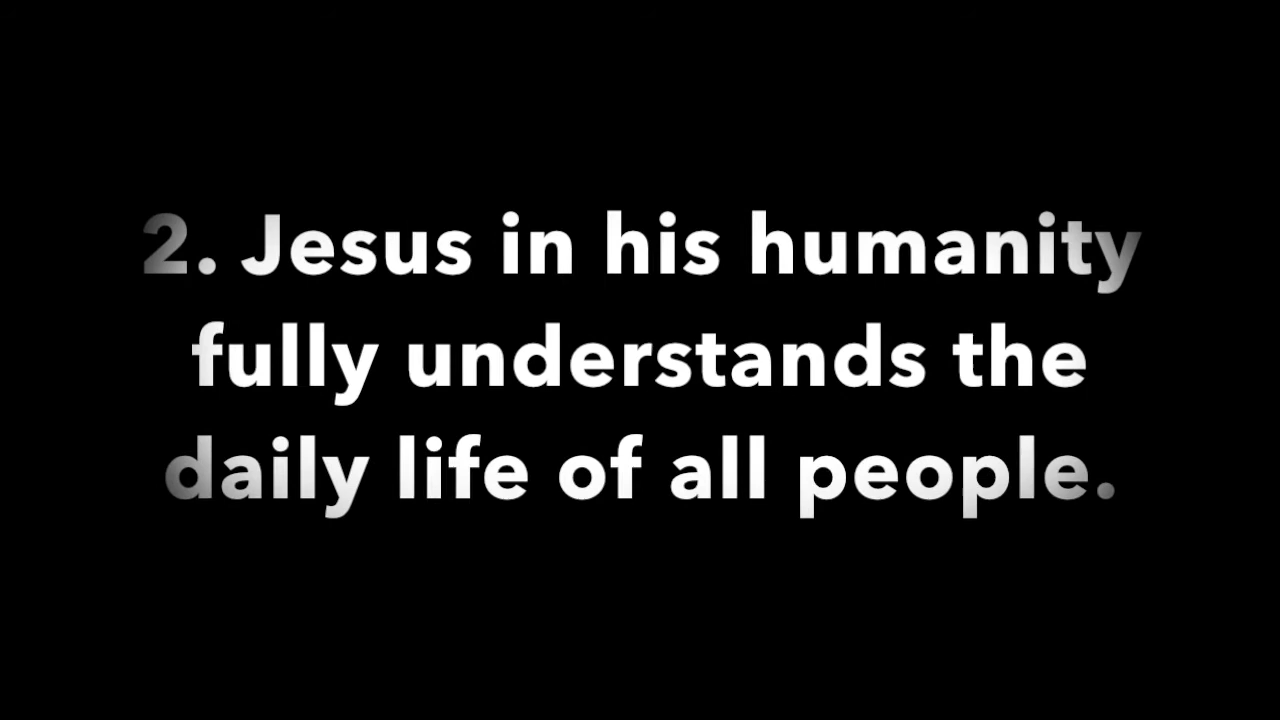 2. Jesus in his humanity
fully understands the
daily life of all people.